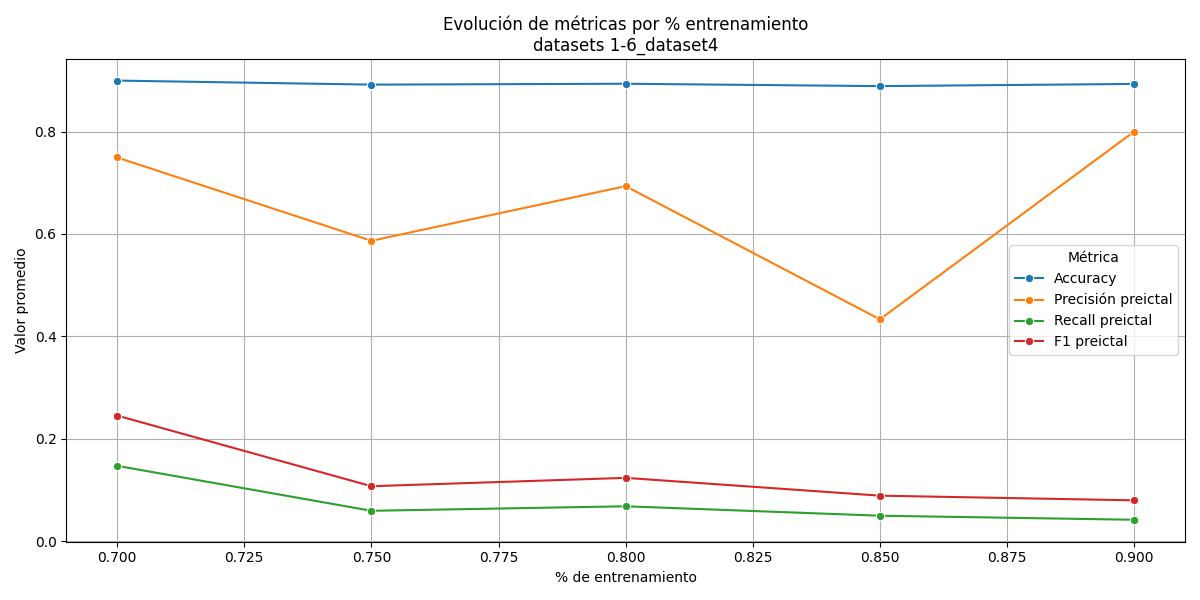 Evolución de métricas por % entrenamiento
datasets 1-6_dataset4
Valor promedio
0.8
0.6
0.4
0.2
0.0
Métrica
Accuracy
Precisión preictal
Recall preictal
F1 preictal
0.700 0.725 0.750 0.775 0.800 0.825 0.850 0.875 0.900
% de entrenamiento